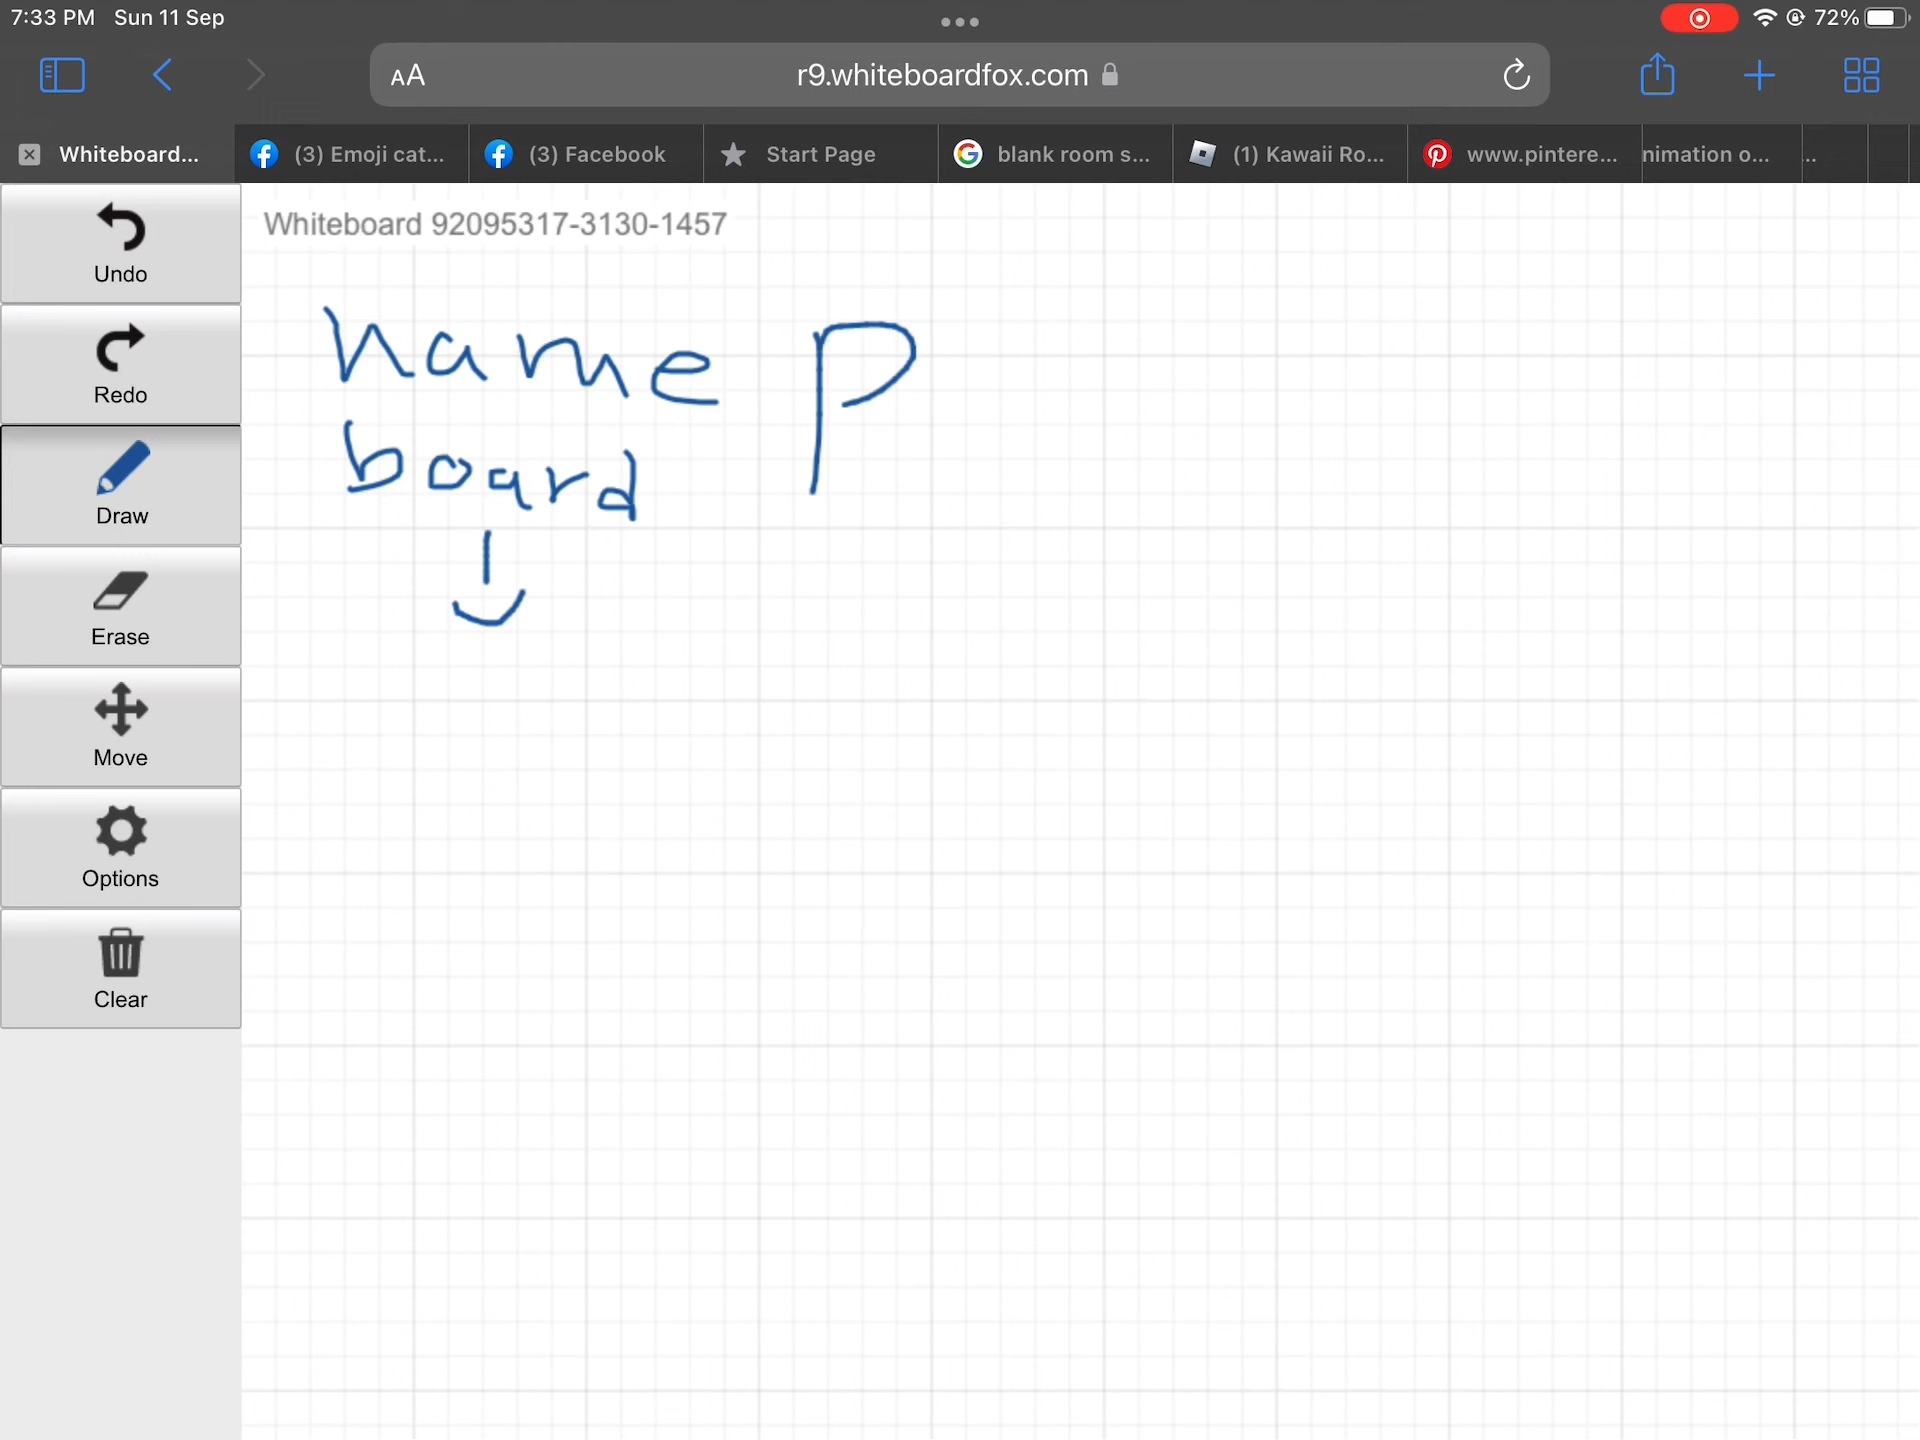 7:33 PM Sun 11 Sep
72%
AA r9.whiteboardfox.com
Whiteboard... (3) Emoji cat... (3) Facebook Start Page blank room s... (1) Kawaii Ro... www.pintere... nimation o... ...
Whiteboard 92095317-3130-1457
Undo
Redo
Draw
Erase
Move
Options
Clear
name P
board